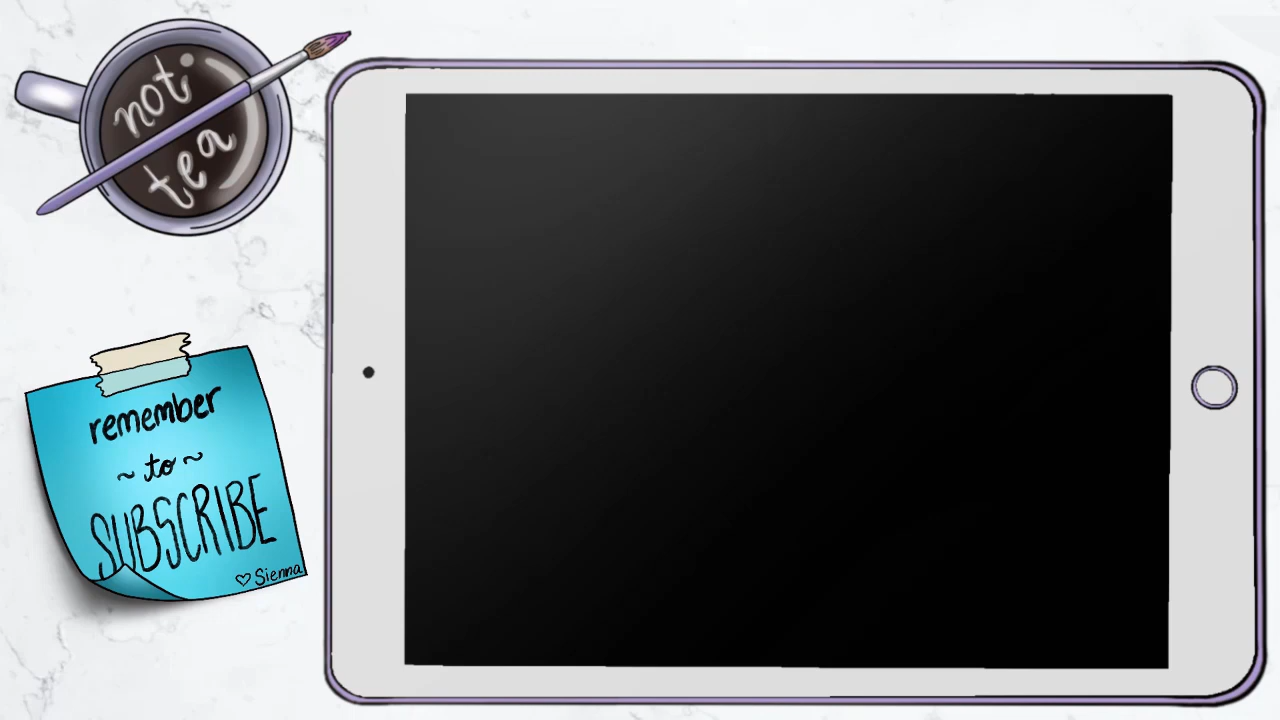 not
tea
remember
~ to ~
SUBSCRIBE
♡ Sienna